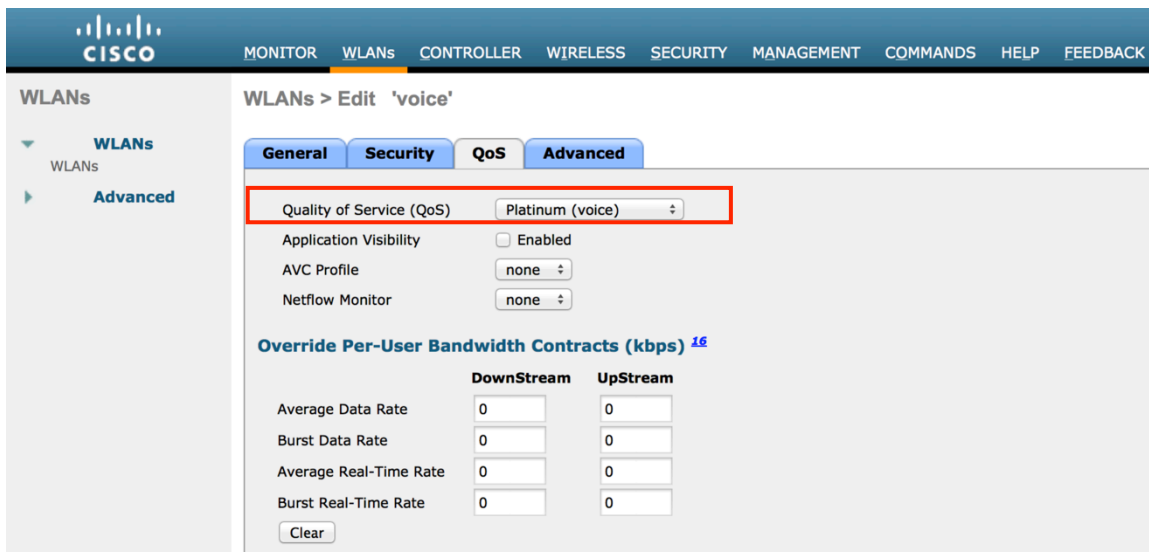 CISCO
MONITOR WLANs CONTROLLER WIRELESS SECURITY MANAGEMENT COMMANDS HELP FEEDBACK
WLANs
WLANs
WLANs
Advanced
WLANs > Edit 'voice'
General Security QoS Advanced
Quality of Service (QoS) Platinum (voice)
Application Visibility Enabled
AVC Profile none
Netflow Monitor none
Override Per-User Bandwidth Contracts (kbps) 16
DownStream UpStream
Average Data Rate 0 0
Burst Data Rate 0 0
Average Real-Time Rate 0 0
Burst Real-Time Rate 0 0
Clear